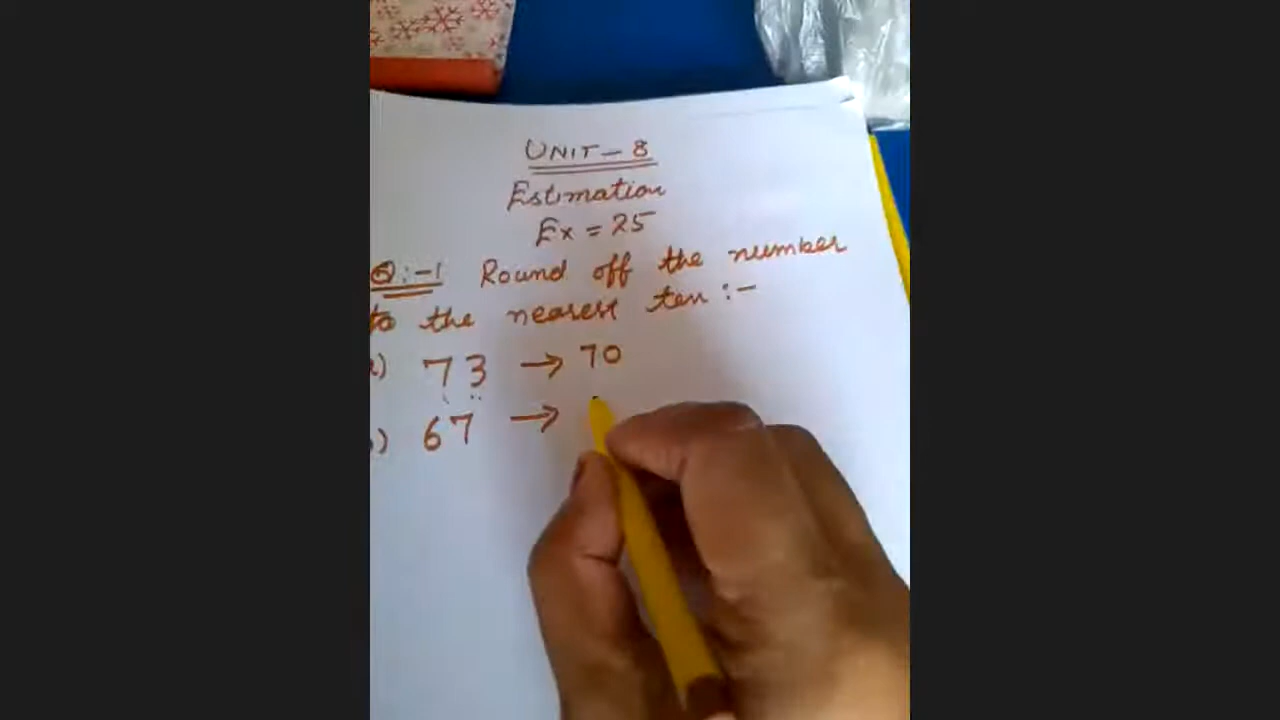 UNIT - 8
Estimation
Ex = 25
Q:-1 Round off the number
to the nearest ten :-
a) 73 → 70
b) 67 →